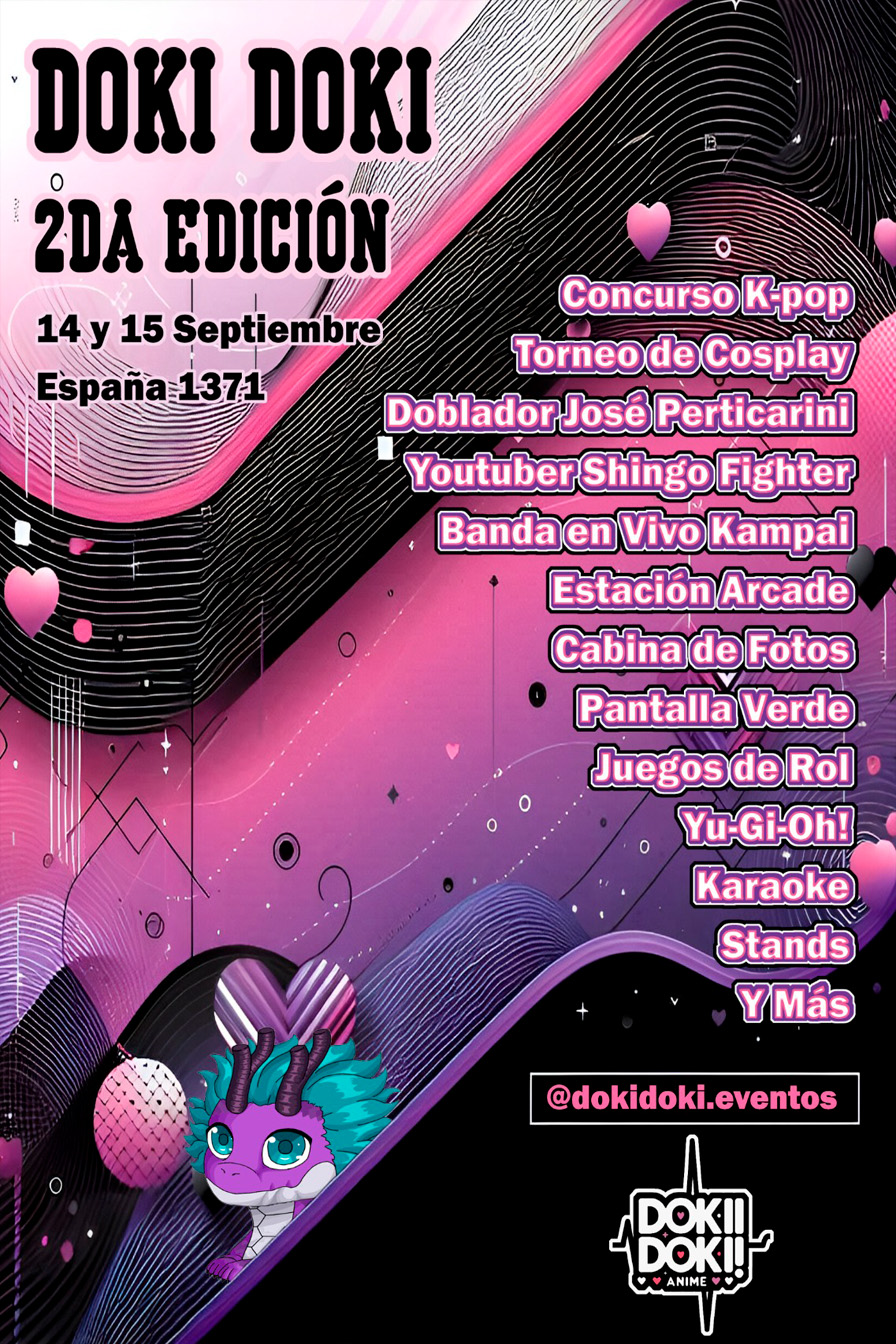 DOKI DOKI
2DA EDICIÓN
14 y 15 Septiembre
España 1371
Concurso K-pop
Torneo de Cosplay
Doblador José Perticarini
Youtuber Shingo Fighter
Banda en Vivo Kampai
Estación Arcade
Cabina de Fotos
Pantalla Verde
Juegos de Rol
Yu-Gi-Oh!
Karaoke
Stands
Y Más
@dokidoki.eventos
DOKI!
DOKI!
ANIME